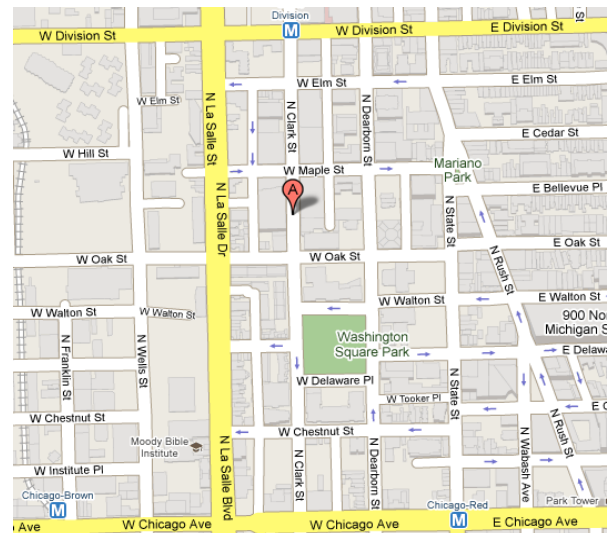 Division
W Division St
W Division St
E Division St
W Elm St
E Elm St
W Elm St
N La Salle St
N Clark St
N Dearborn St
E Cedar St
W Hill St
W Maple St
Mariano
Park
E Bellevue Pl
A
N La Salle Dr
N State St
N Rush St
W Oak St
W Oak St
E Oak St
W Walton St
E Walton St
W Walton St
W Walton St
900 Nor
Michigan S
N Franklin St
N Wells St
Washington
Square Park
E Delawa
W Delaware Pl
N State St
W Tooker Pl
W Chestnut St
W Chestnut St
E C
Moody Bible
Institute
N La Salle Blvd
N Clark St
N Dearborn St
N Wabash Ave
N Rush St
W Institute Pl
Chicago-Brown
Chicago-Red
Park Tower
o Ave
W Chicago Ave
W Chicago Ave
E Chicago Ave
M
M
M